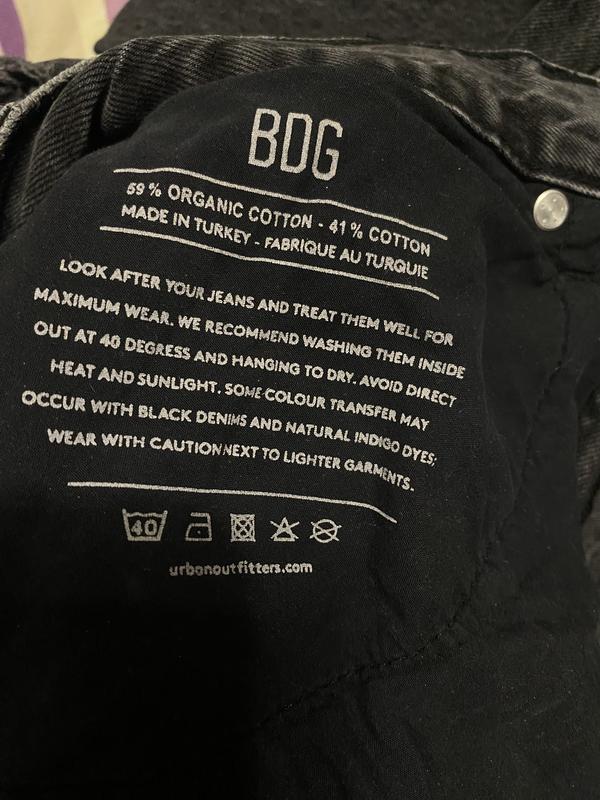 BDG
59% ORGANIC COTTON - 41% COTTON
MADE IN TURKEY - FABRIQUE AU TURQUIE
LOOK AFTER YOUR JEANS AND TREAT THEM WELL FOR
MAXIMUM WEAR. WE RECOMMEND WASHING THEM INSIDE
OUT AT 40 DEGRESS AND HANGING TO DRY. AVOID DIRECT
HEAT AND SUNLIGHT. SOME COLOUR TRANSFER MAY
OCCUR WITH BLACK DENIMS AND NATURAL INDIGO DYES;
WEAR WITH CAUTIONNEXT TO LIGHTER GARMENTS.
40
urbanoutfitters.com